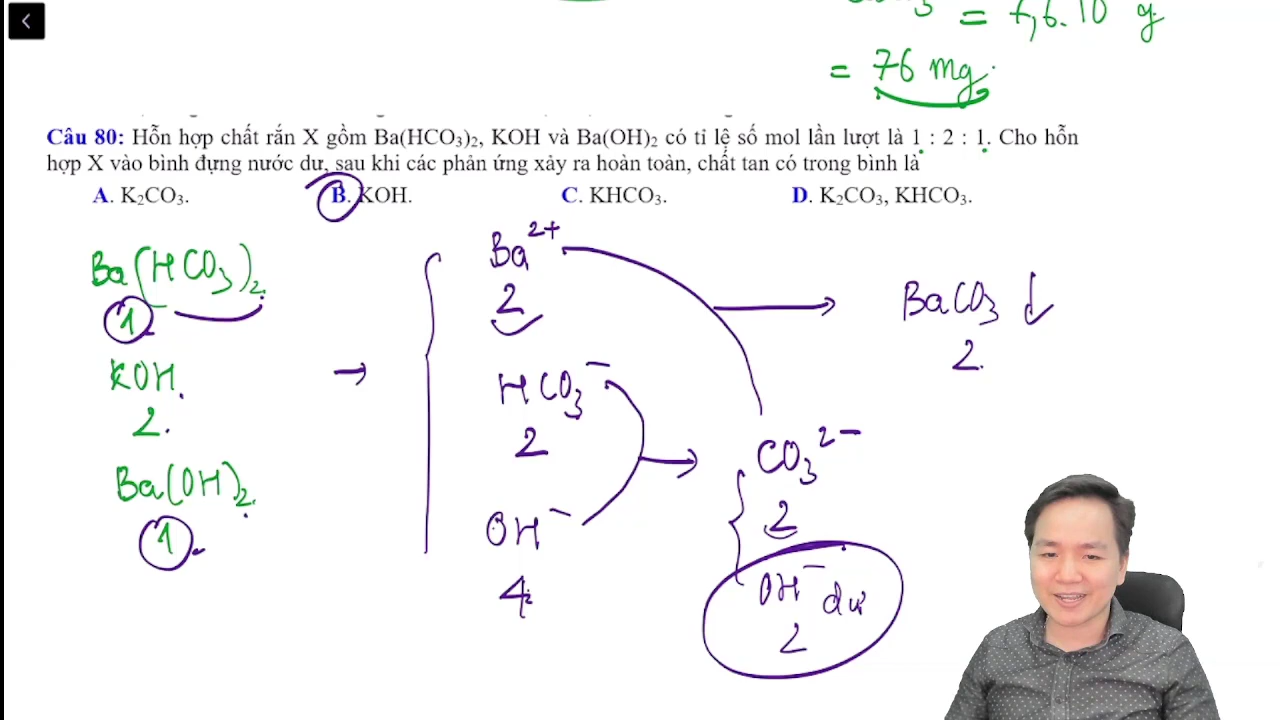 = 7,6.10 g
= 76 mg.
Câu 80: Hỗn hợp chất rắn X gồm Ba(HCO₃)₂, KOH và Ba(OH)₂ có tỉ lệ số mol lần lượt là 1 : 2 : 1. Cho hỗn
hợp X vào bình đựng nước dư, sau khi các phản ứng xảy ra hoàn toàn, chất tan có trong bình là
A. K₂CO₃. B. KOH. C. KHCO₃. D. K₂CO₃, KHCO₃.
Ba(HCO₃)₂
1
KOH
2
Ba(OH)₂
1
→
Ba²⁺
2
HCO₃⁻
2
OH⁻
4
CO₃²⁻
2
OH⁻ dư
2
BaCO₃ ↓
2